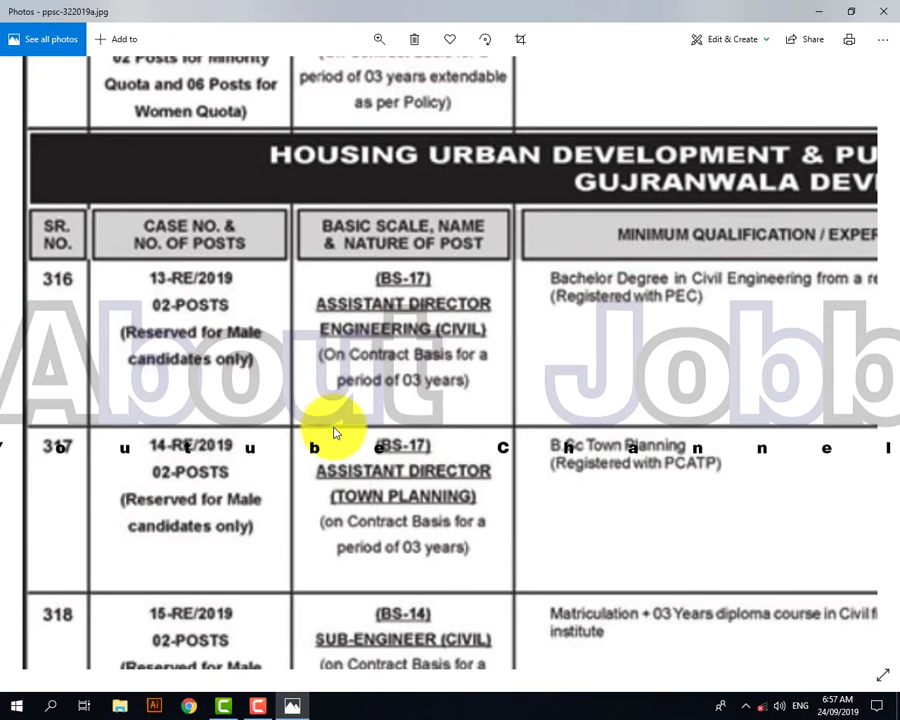 Photos - ppsc-322019a.jpg
See all photos
Add to
Edit & Create
Share
02 Posts for Minority
Quota and 06 Posts for
Women Quota)
period of 03 years extendable
as per Policy)
HOUSING URBAN DEVELOPMENT & PU
GUJRANWALA DEV
SR.
NO.
CASE NO. &
NO. OF POSTS
BASIC SCALE, NAME
& NATURE OF POST
MINIMUM QUALIFICATION / EXPER
316
13-RE/2019
02-POSTS
(Reserved for Male
candidates only)
(BS-17)
ASSISTANT DIRECTOR
ENGINEERING (CIVIL)
(On Contract Basis for a
period of 03 years)
Bachelor Degree in Civil Engineering from a re
(Registered with PEC)
About Jobb
Youtube Channel
317
14-RE/2019
02-POSTS
(Reserved for Male
candidates only)
(BS-17)
ASSISTANT DIRECTOR
(TOWN PLANNING)
(on Contract Basis for a
period of 03 years)
B.Sc Town Planning
(Registered with PCATP)
318
15-RE/2019
02-POSTS
(Reserved for Male
(BS-14)
SUB-ENGINEER (CIVIL)
(on Contract Basis for a
Matriculation + 03 Years diploma course in Civil f
institute
ENG
6:57 AM
24/09/2019